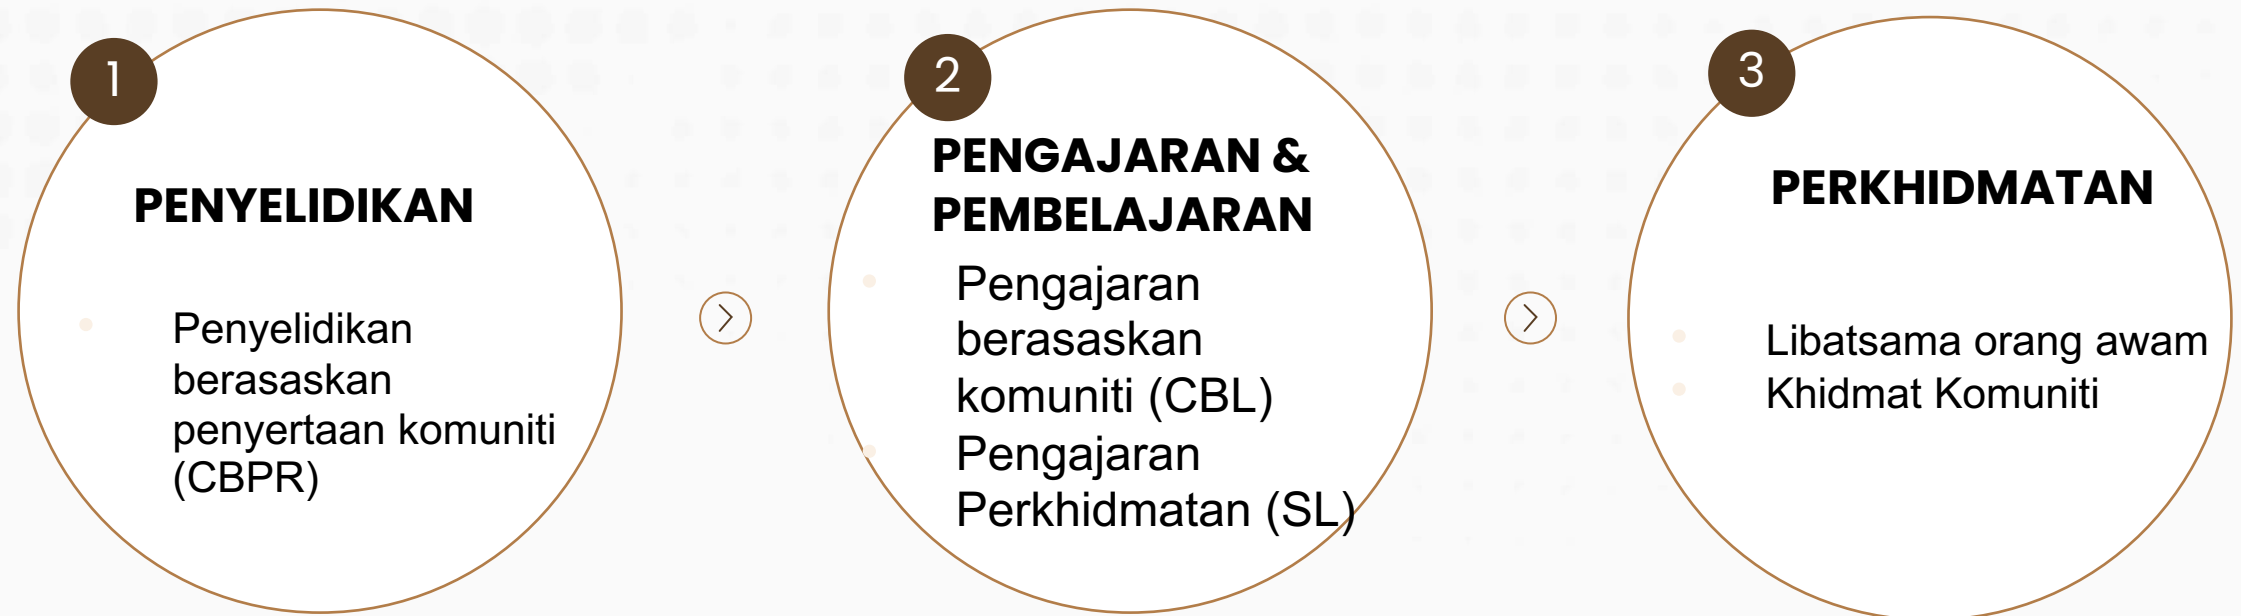 1
PENYELIDIKAN
Penyelidikan
berasaskan
penyertaan komuniti
(CBPR)
2
PENGAJARAN &
PEMBELAJARAN
Pengajaran
berasaskan
komuniti (CBL)
Pengajaran
Perkhidmatan (SL)
3
PERKHIDMATAN
Libatsama orang awam
Khidmat Komuniti